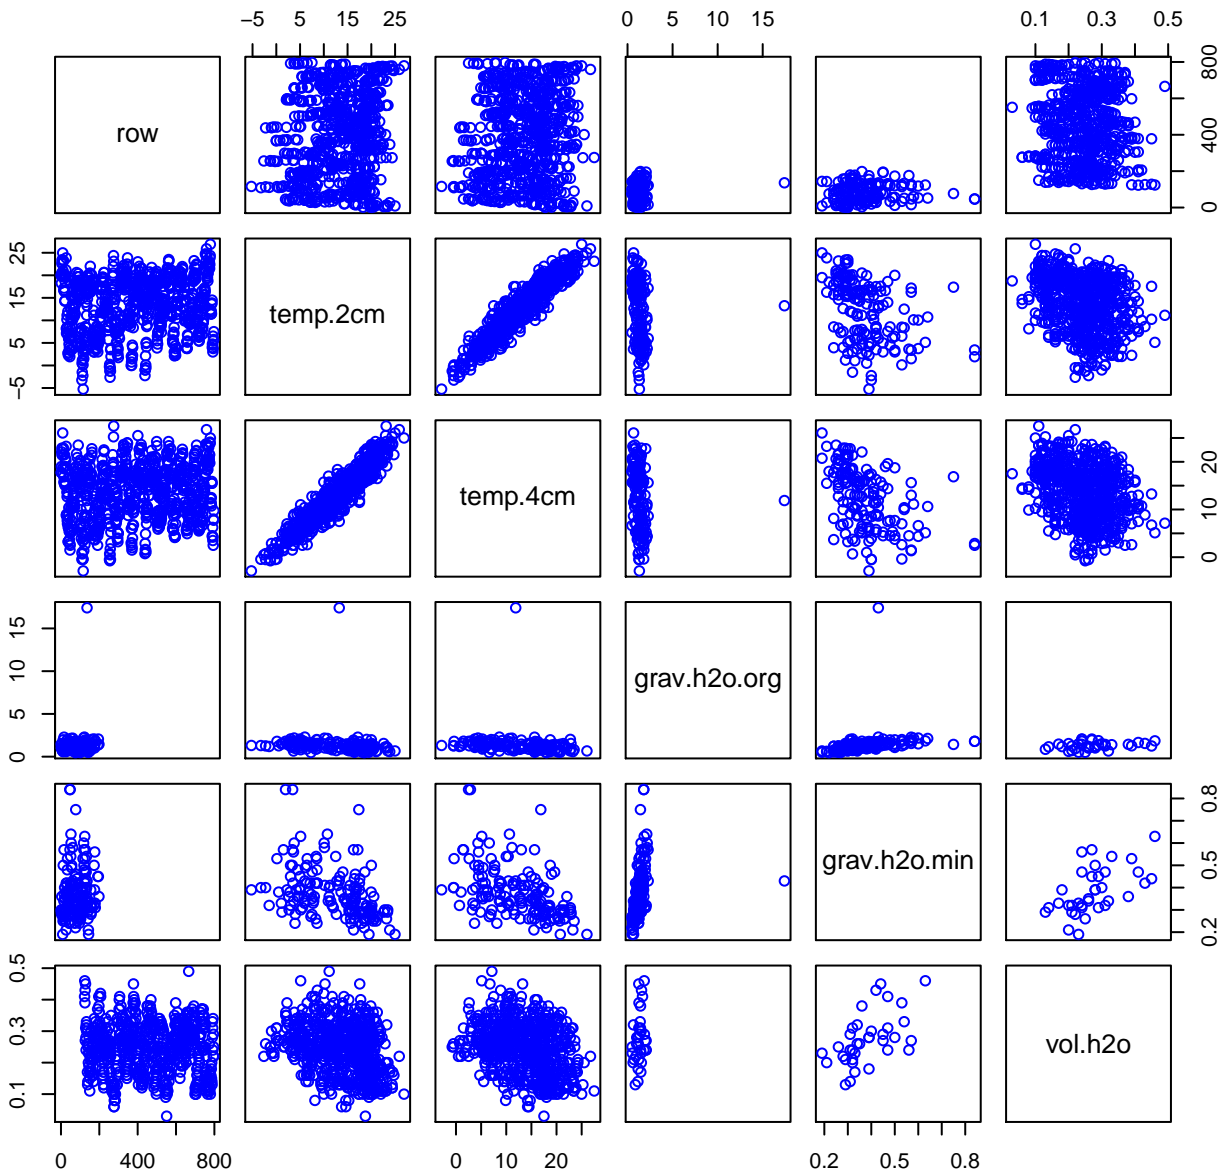 −5 5 15 25 0 5 10 15 0.1 0.3 0.5
row 0 400 800
−5 5 15 25 temp.2cm
temp.4cm 0 10 20
0 5 10 15 grav.h2o.org
grav.h2o.min 0.2 0.5 0.8
0.1 0.3 0.5 vol.h2o
0 400 800 0 10 20 0.2 0.5 0.8